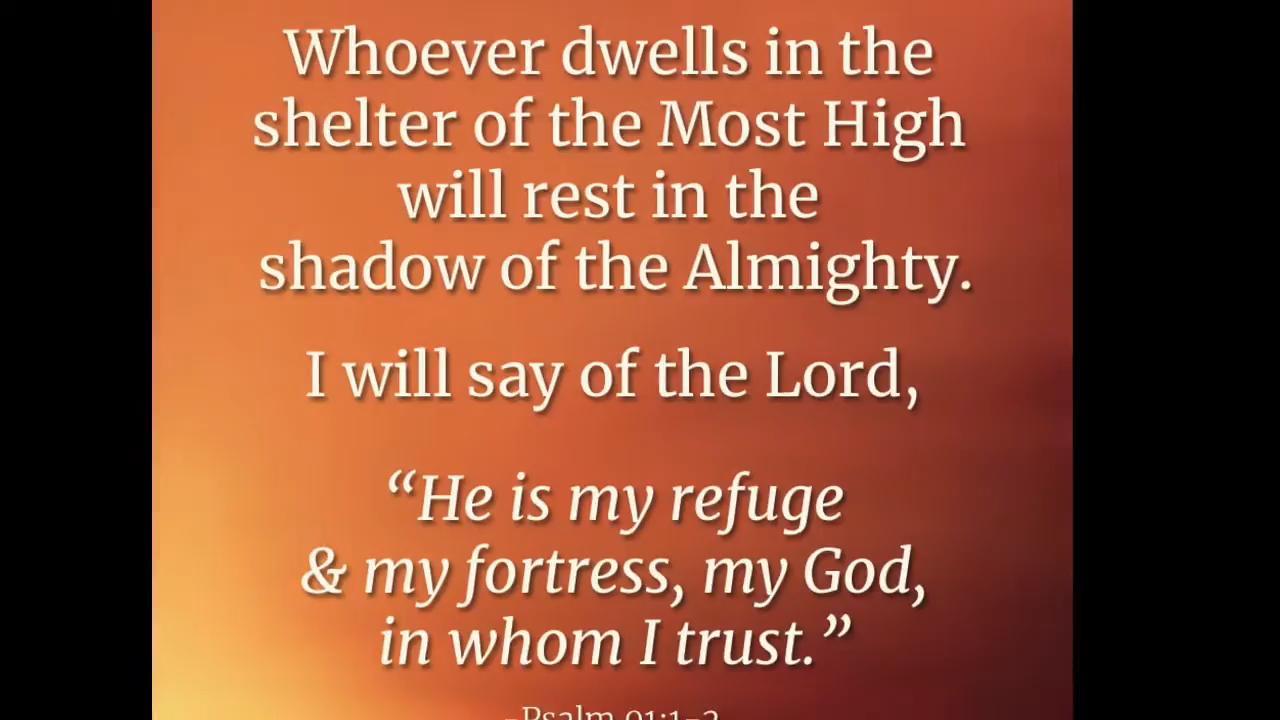 Whoever dwells in the
shelter of the Most High
will rest in the
shadow of the Almighty.
I will say of the Lord,
“He is my refuge
& my fortress, my God,
in whom I trust.”
-Psalm 91:1-2